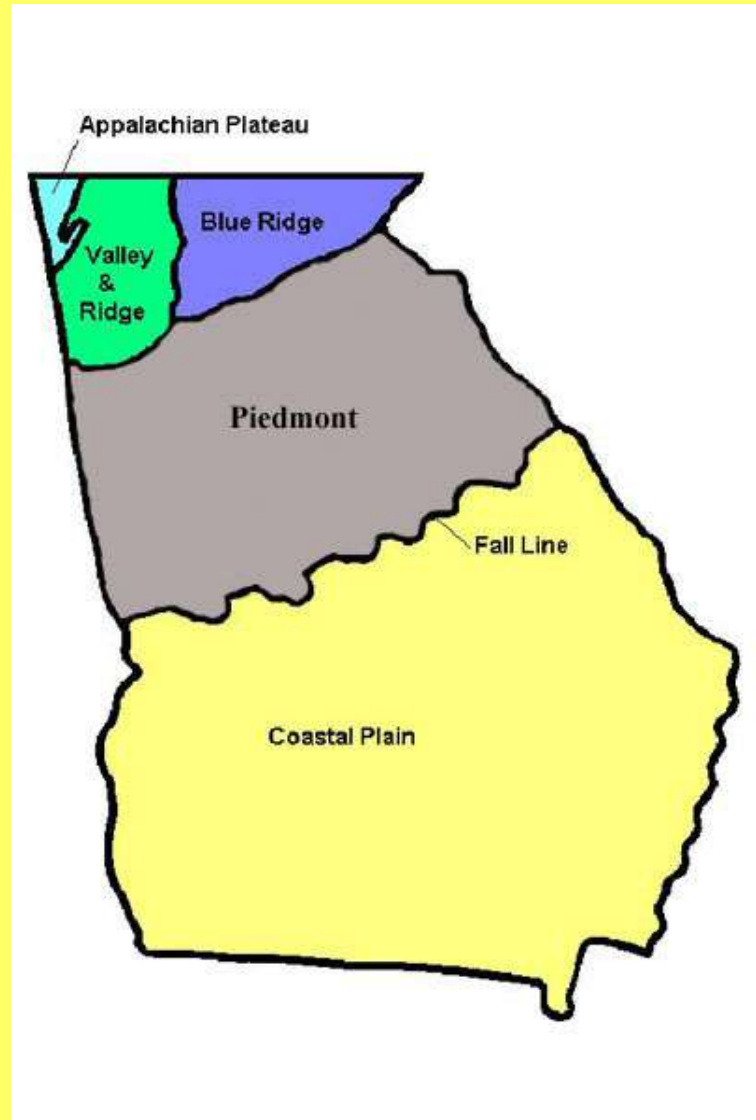 Appalachian Plateau
Blue Ridge
Valley
&
Ridge
Piedmont
Fall Line
Coastal Plain